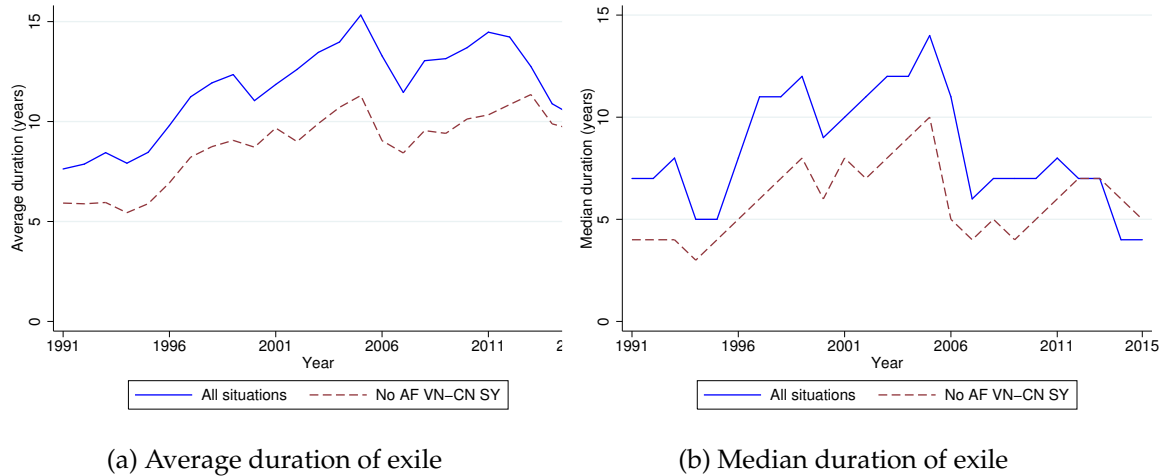 Average duration (years)
15
10
5
0
1991 1996 2001 2006 2011 2
Year
All situations No AF VN−CN SY
(a) Average duration of exile
Median duration (years)
15
10
5
0
1991 1996 2001 2006 2011 2015
Year
All situations No AF VN−CN SY
(b) Median duration of exile